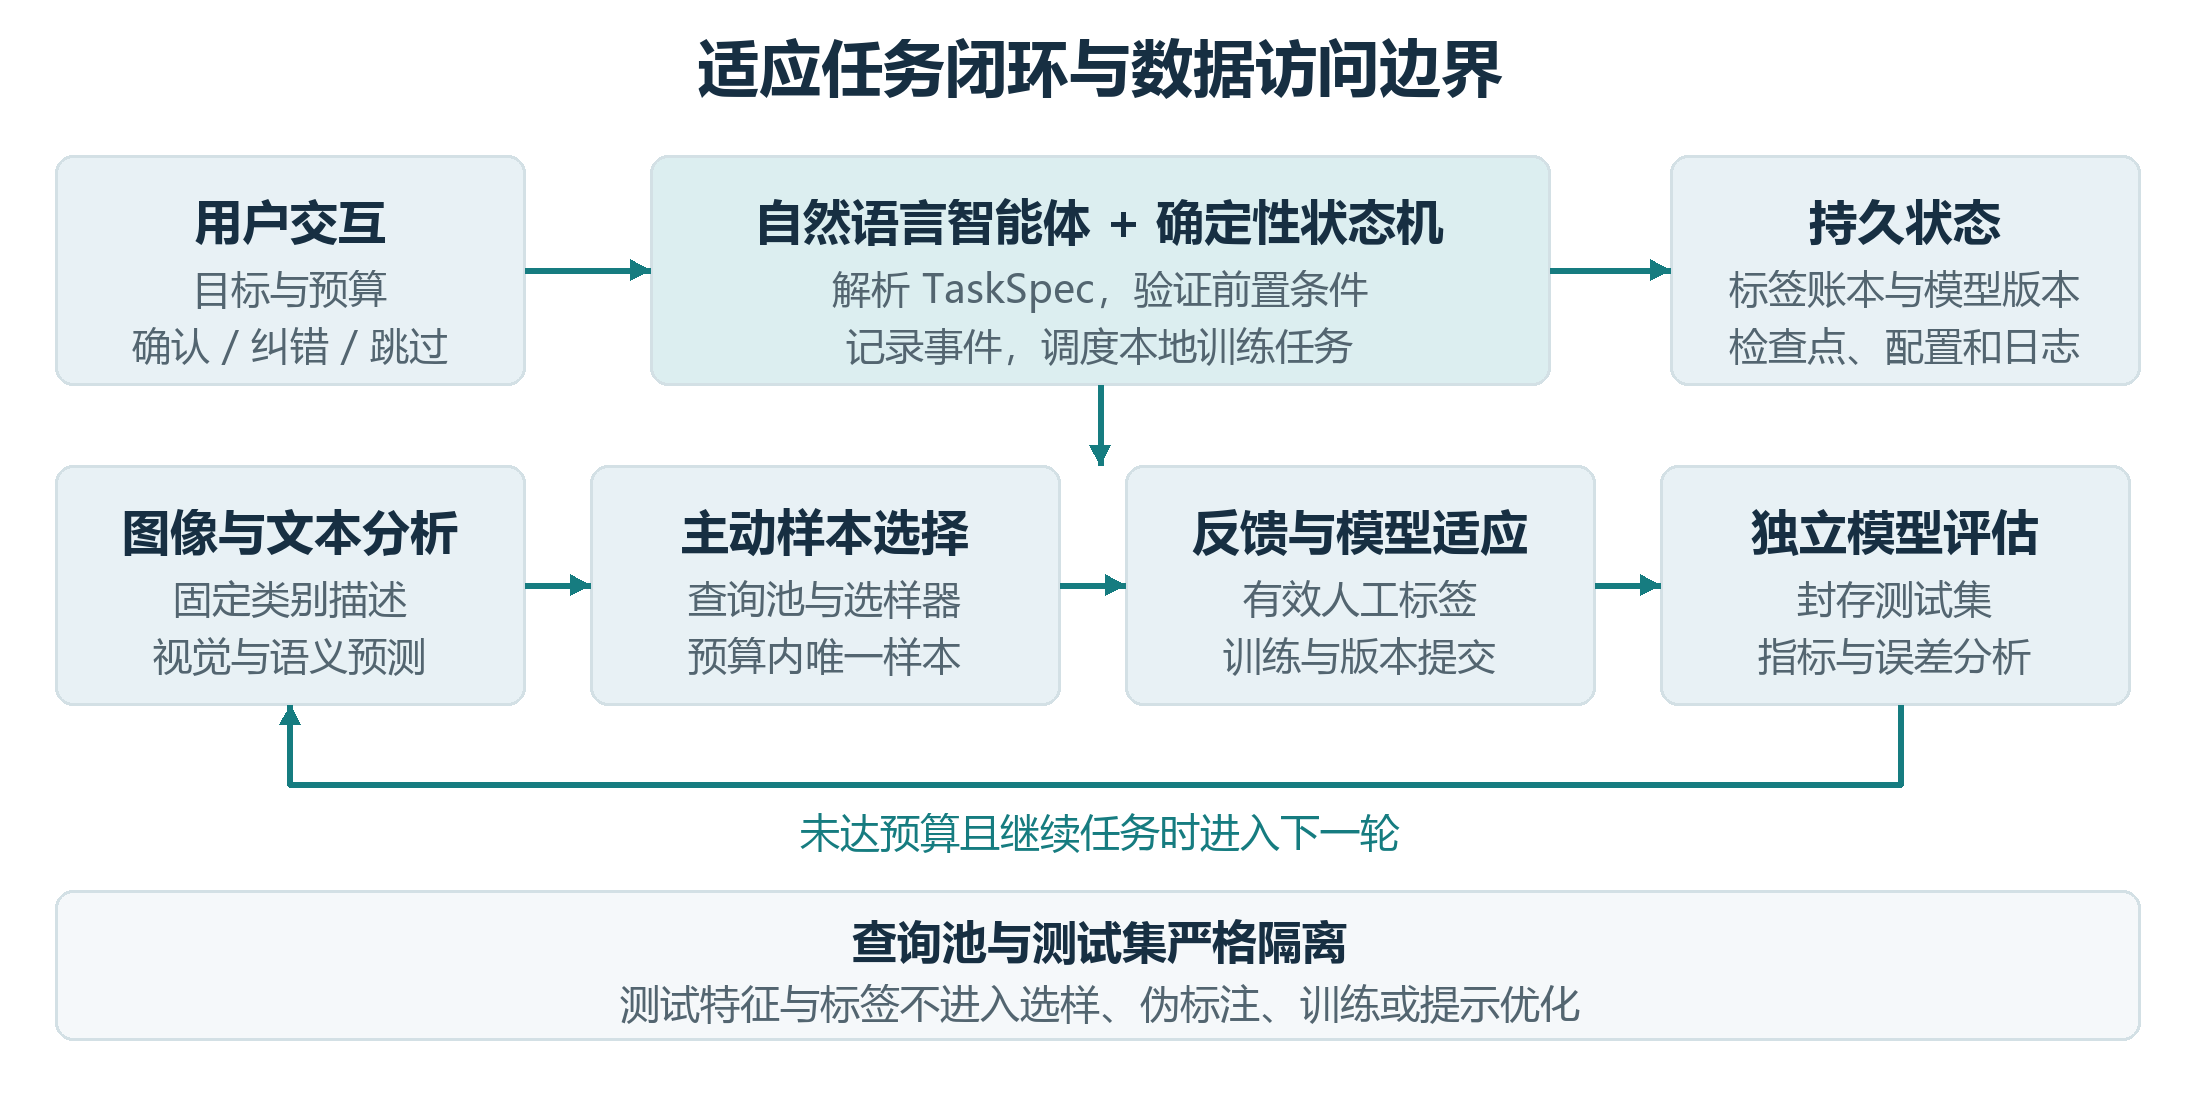 适应任务闭环与数据访问边界
用户交互
目标与预算
确认 / 纠错 / 跳过
自然语言智能体 + 确定性状态机
解析 TaskSpec，验证前置条件
记录事件，调度本地训练任务
持久状态
标签账本与模型版本
检查点、配置和日志
图像与文本分析
固定类别描述
视觉与语义预测
主动样本选择
查询池与选样器
预算内唯一样本
反馈与模型适应
有效人工标签
训练与版本提交
独立模型评估
封存测试集
指标与误差分析
未达预算且继续任务时进入下一轮
查询池与测试集严格隔离
测试特征与标签不进入选样、伪标注、训练或提示优化